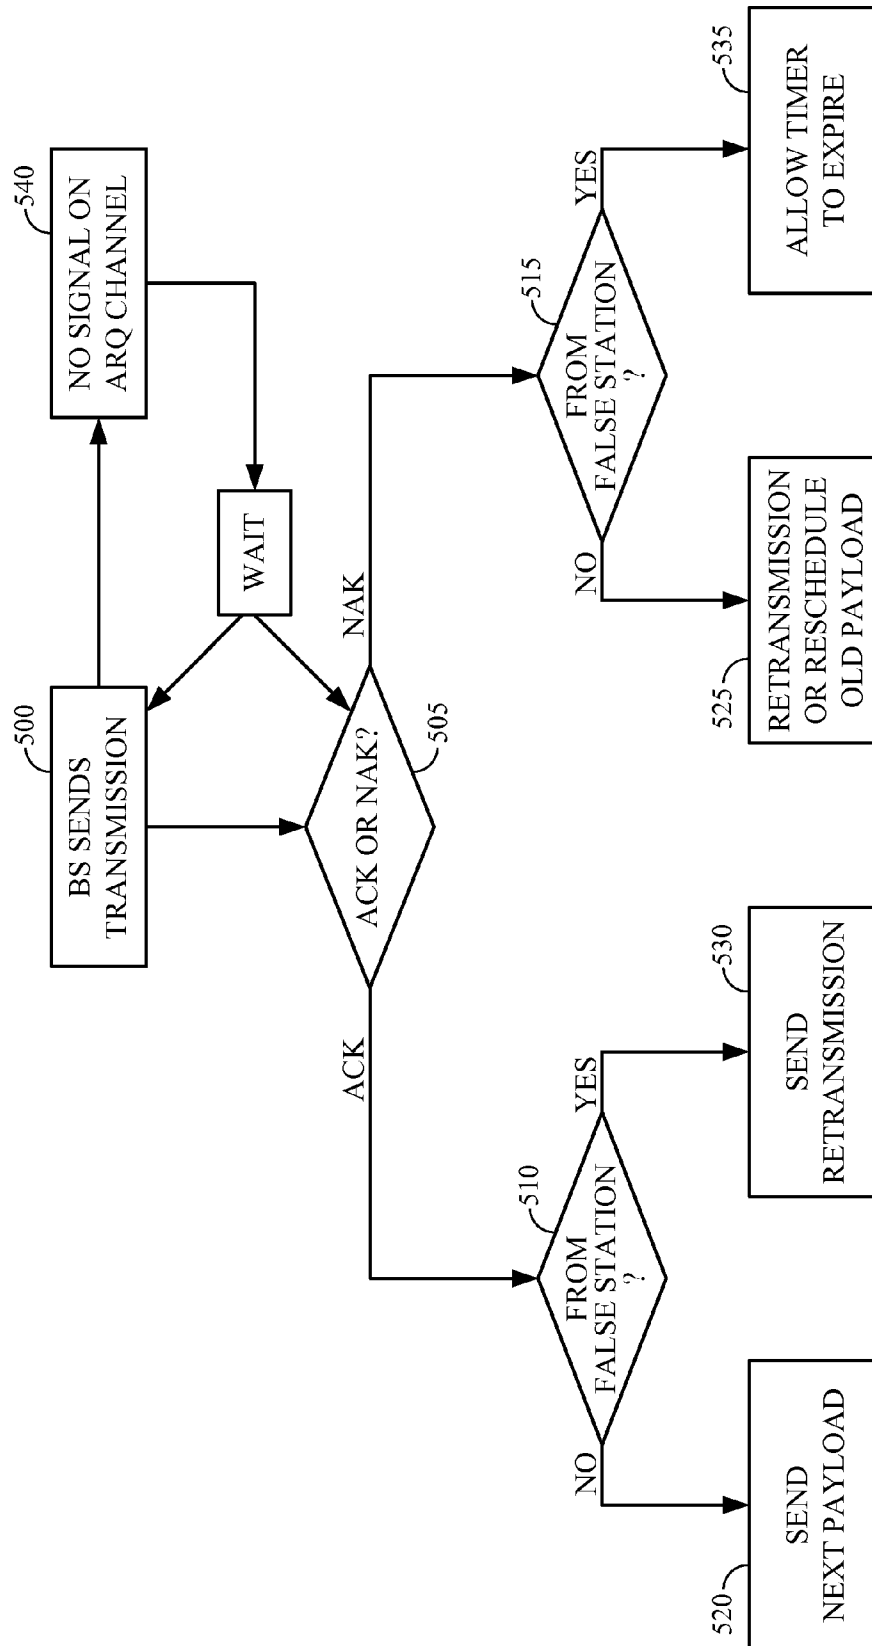 500
BS SENDS
TRANSMISSION
540
NO SIGNAL ON
ARQ CHANNEL
WAIT
ACK OR NAK?
505
ACK
NAK
510
FROM
FALSE STATION
?
NO
YES
515
FROM
FALSE STATION
?
NO
YES
520
SEND
NEXT PAYLOAD
530
SEND
RETRANSMISSION
525
RETRANSMISSION
OR RESCHEDULE
OLD PAYLOAD
535
ALLOW TIMER
TO EXPIRE